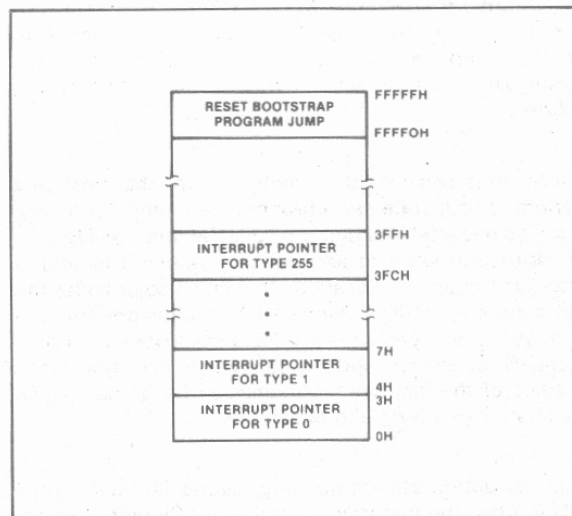 RESET BOOTSTRAP
PROGRAM JUMP
FFFFFH
FFFF0H
3FFH
INTERRUPT POINTER
FOR TYPE 255
3FCH
7H
INTERRUPT POINTER
FOR TYPE 1
4H
3H
INTERRUPT POINTER
FOR TYPE 0
0H